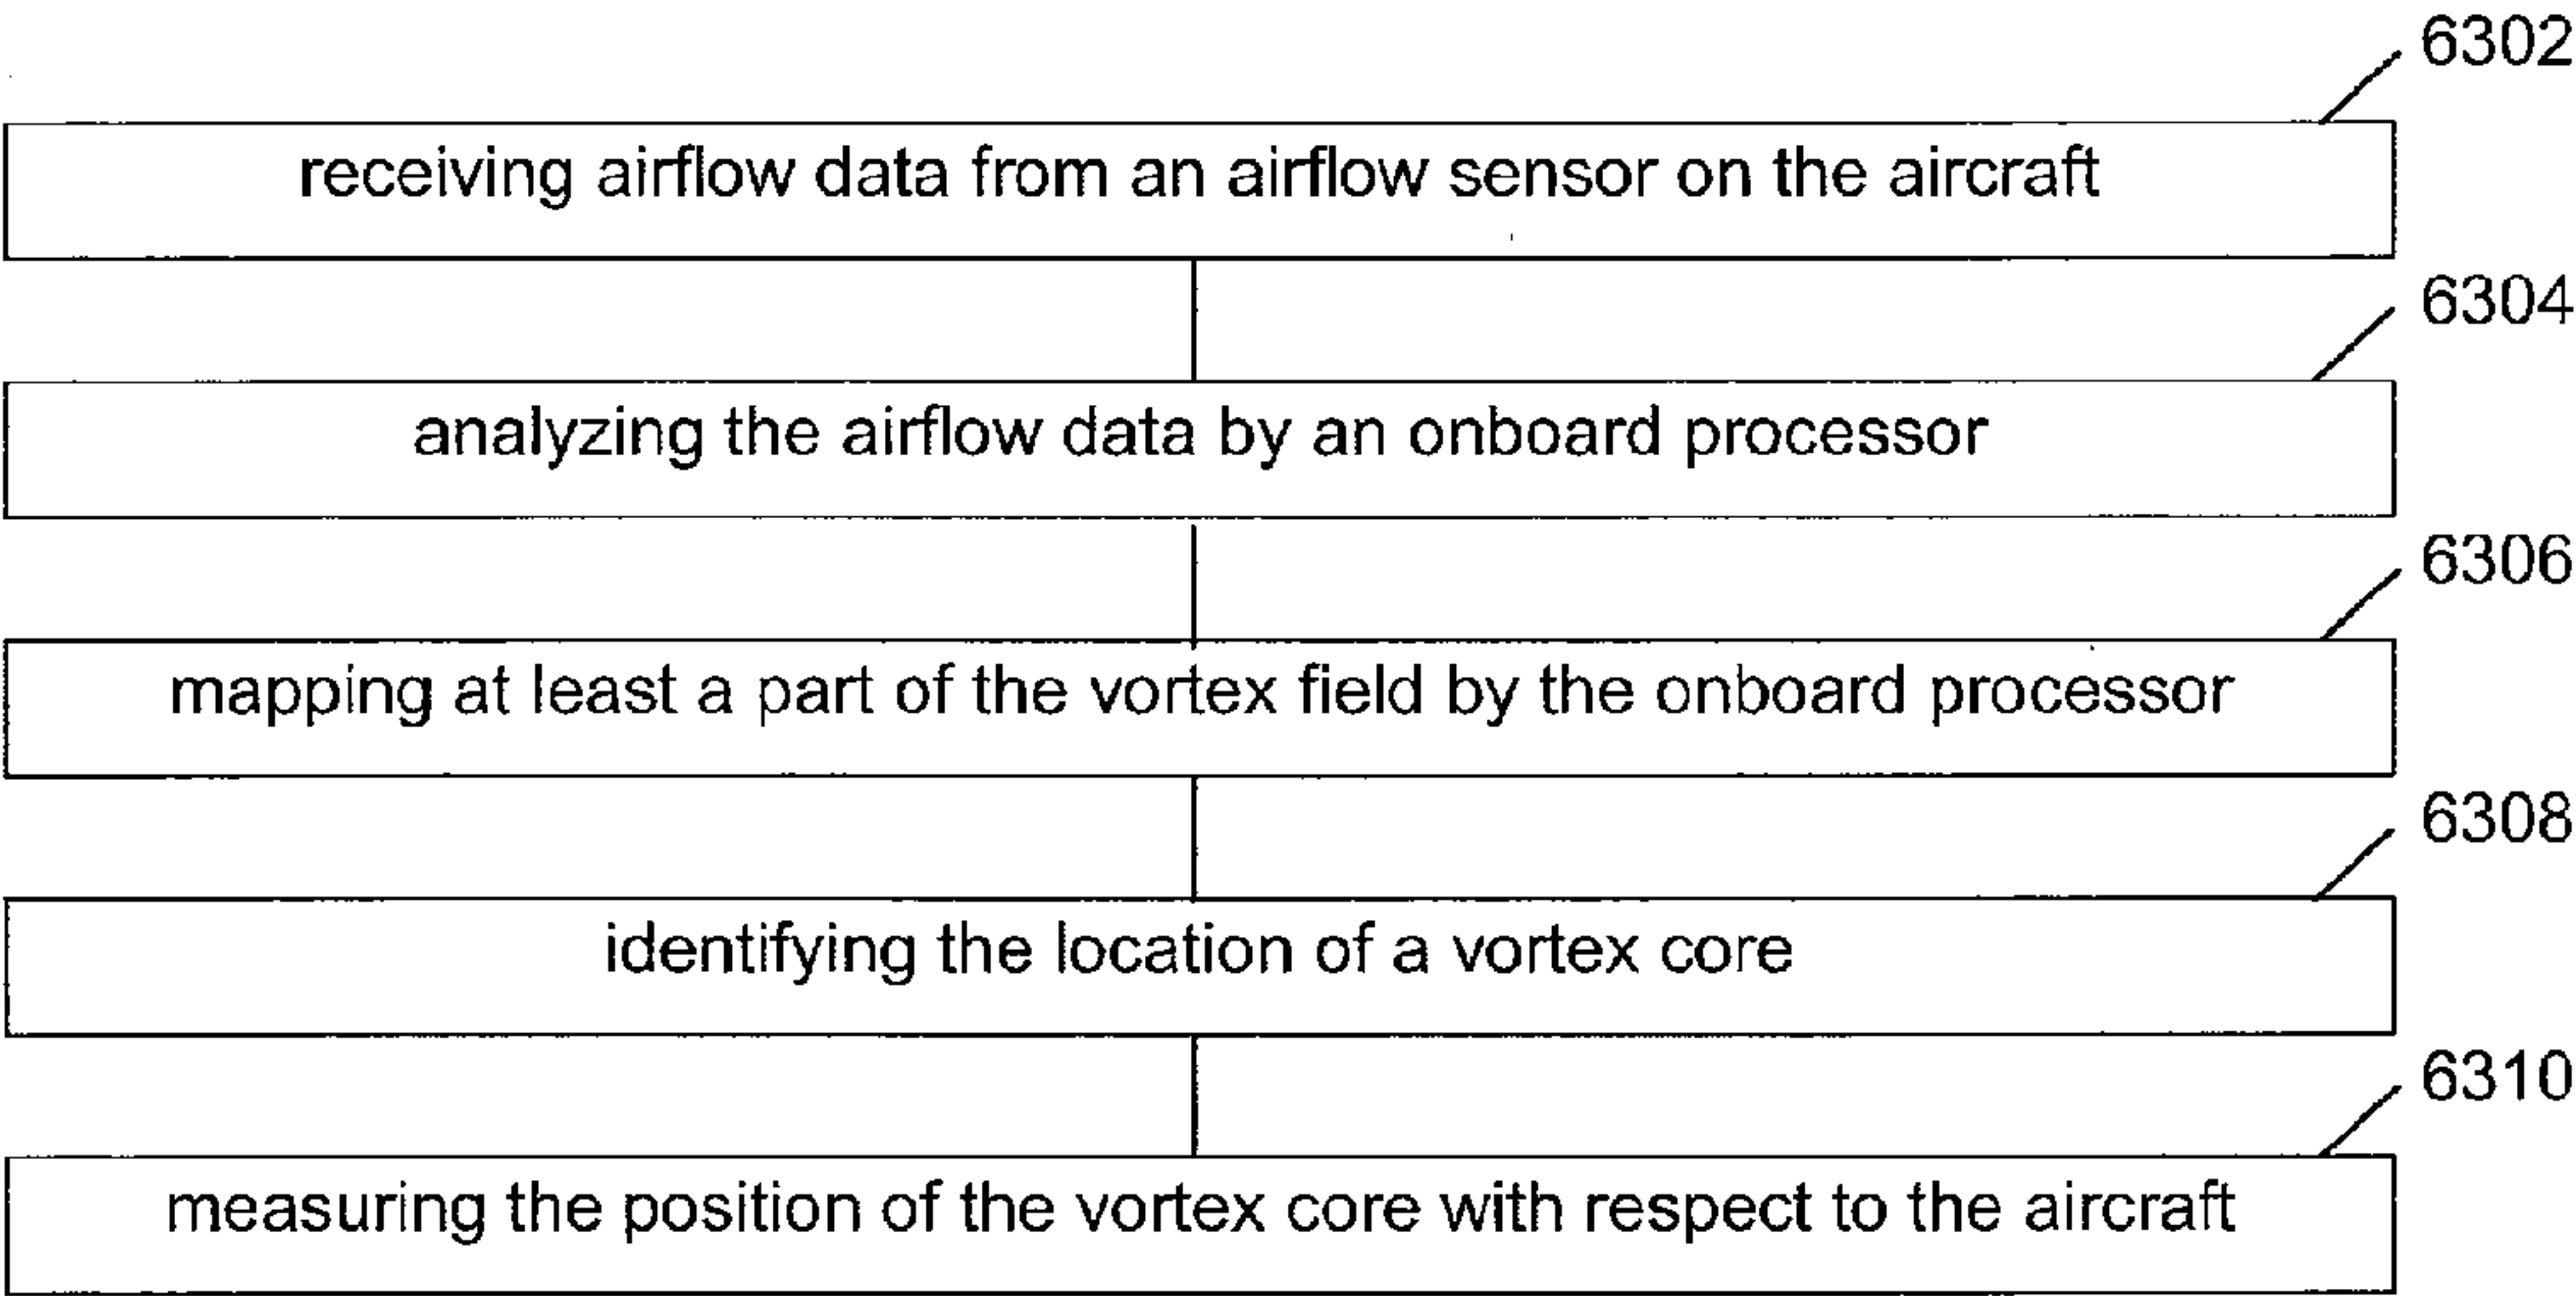 6302
receiving airflow data from an airflow sensor on the aircraft
6304
analyzing the airflow data by an onboard processor
6306
mapping at least a part of the vortex field by the onboard processor
6308
identifying the location of a vortex core
6310
measuring the position of the vortex core with respect to the aircraft